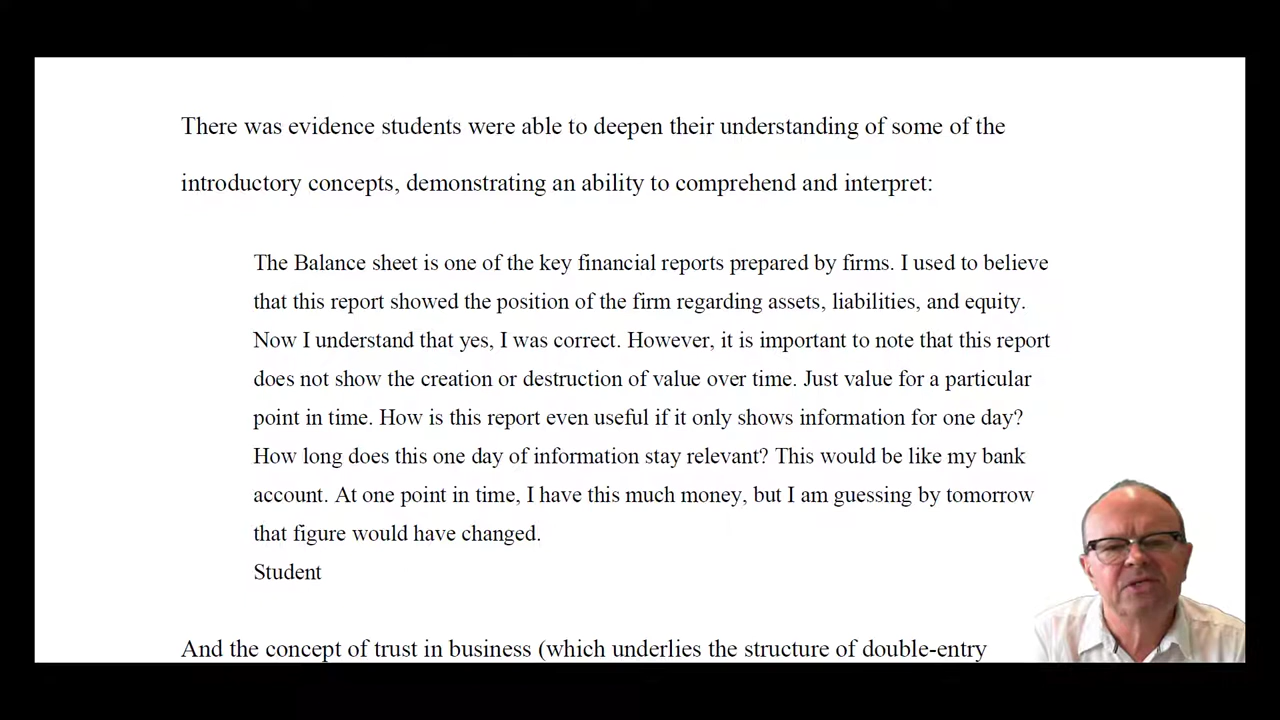 There was evidence students were able to deepen their understanding of some of the
introductory concepts, demonstrating an ability to comprehend and interpret:
The Balance sheet is one of the key financial reports prepared by firms. I used to believe
that this report showed the position of the firm regarding assets, liabilities, and equity.
Now I understand that yes, I was correct. However, it is important to note that this report
does not show the creation or destruction of value over time. Just value for a particular
point in time. How is this report even useful if it only shows information for one day?
How long does this one day of information stay relevant? This would be like my bank
account. At one point in time, I have this much money, but I am guessing by tomorrow
that figure would have changed.
Student
And the concept of trust in business (which underlies the structure of double-entry